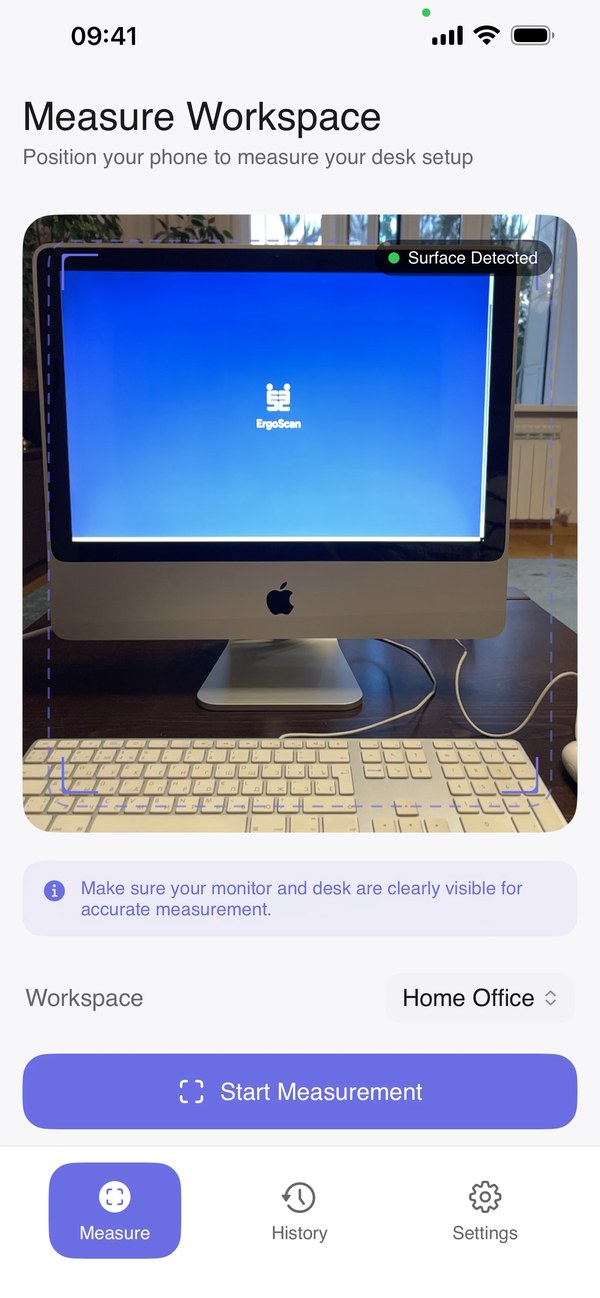 09:41
Measure Workspace
Position your phone to measure your desk setup
Surface Detected
ErgoScan
Make sure your monitor and desk are clearly visible for
accurate measurement.
Workspace
Home Office
Start Measurement
Measure
History
Settings